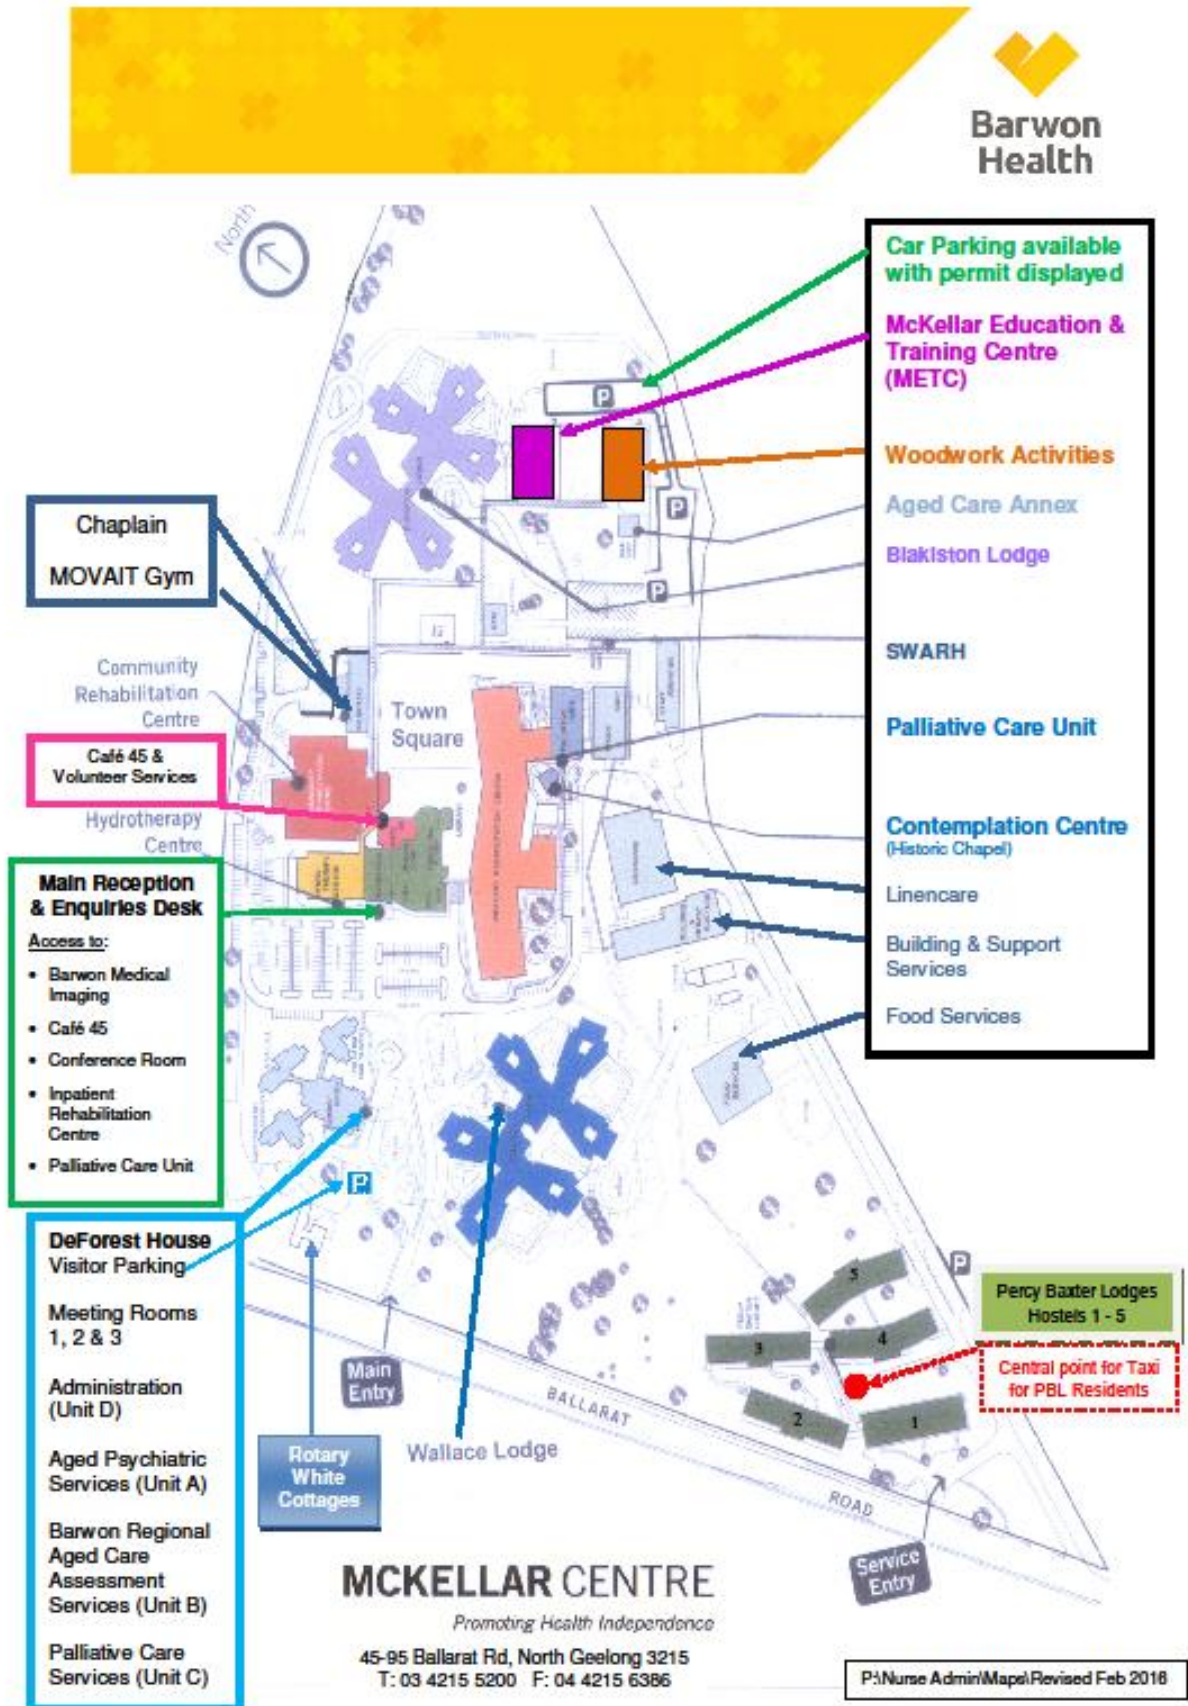 Barwon
Health
North
Car Parking available
with permit displayed
McKellar Education &
Training Centre
(METC)
Woodwork Activities
Aged Care Annex
Blakiston Lodge
SWARH
Palliative Care Unit
Contemplation Centre
(Historic Chapel)
Linencare
Building & Support
Services
Food Services
P
P
P
Chaplain
MOVAIT Gym
Community
Rehabilitation
Centre
Town
Square
Café 45 &
Volunteer Services
Hydrotherapy
Centre
Main Reception
& Enquiries Desk
Access to:
• Barwon Medical
Imaging
• Café 45
• Conference Room
• Inpatient
Rehabilitation
Centre
• Palliative Care Unit
P
DeForest House
Visitor Parking
Meeting Rooms
1, 2 & 3
Administration
(Unit D)
Aged Psychiatric
Services (Unit A)
Barwon Regional
Aged Care
Assessment
Services (Unit B)
Palliative Care
Services (Unit C)
Main
Entry
Rotary
White
Cottages
Wallace Lodge
BALLARAT
ROAD
P
5
4
3
2
1
Percy Baxter Lodges
Hostels 1 - 5
Central point for Taxi
for PBL Residents
Service
Entry
MCKELLAR CENTRE
Promoting Health Independence
45-95 Ballarat Rd, North Geelong 3215
T: 03 4215 5200 F: 04 4215 6386
P:\Nurse Admin\Maps\Revised Feb 2016